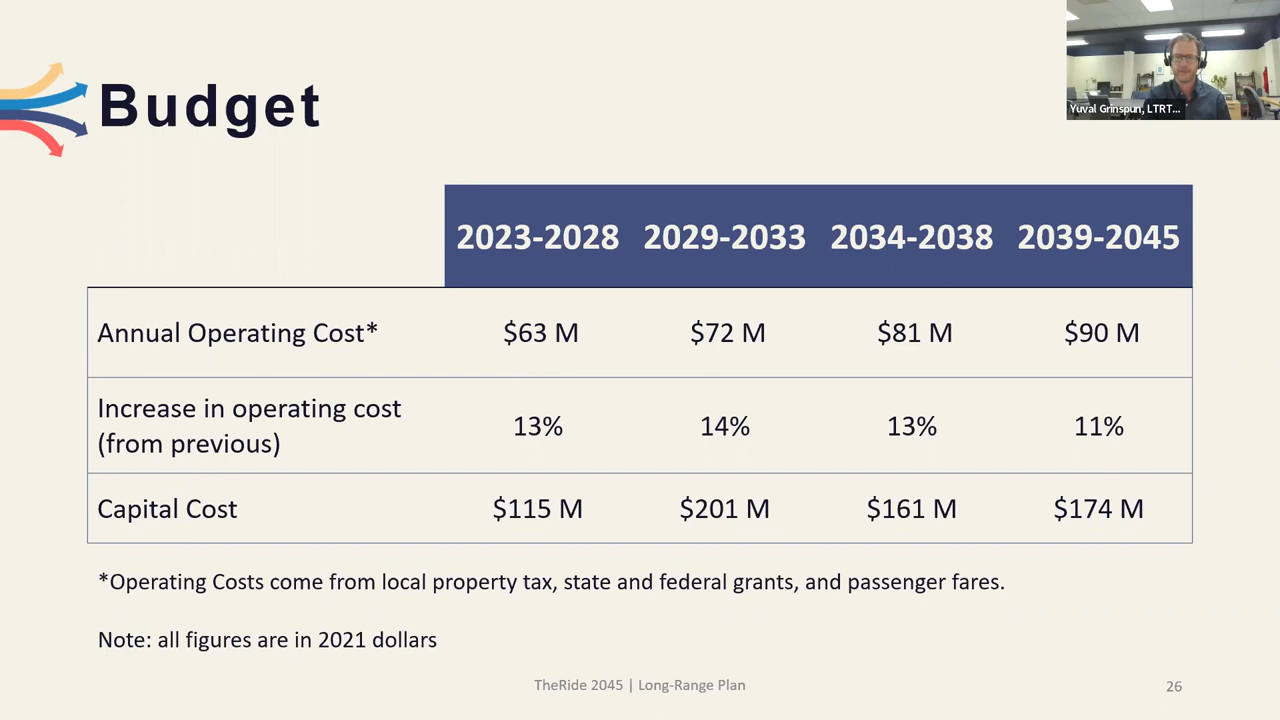 Budget
Yuval Grinspun, LTRT...
2023-2028 2029-2033 2034-2038 2039-2045
Annual Operating Cost* $63 M $72 M $81 M $90 M
Increase in operating cost
(from previous) 13% 14% 13% 11%
Capital Cost $115 M $201 M $161 M $174 M
*Operating Costs come from local property tax, state and federal grants, and passenger fares.
Note: all figures are in 2021 dollars
TheRide 2045 | Long-Range Plan 26